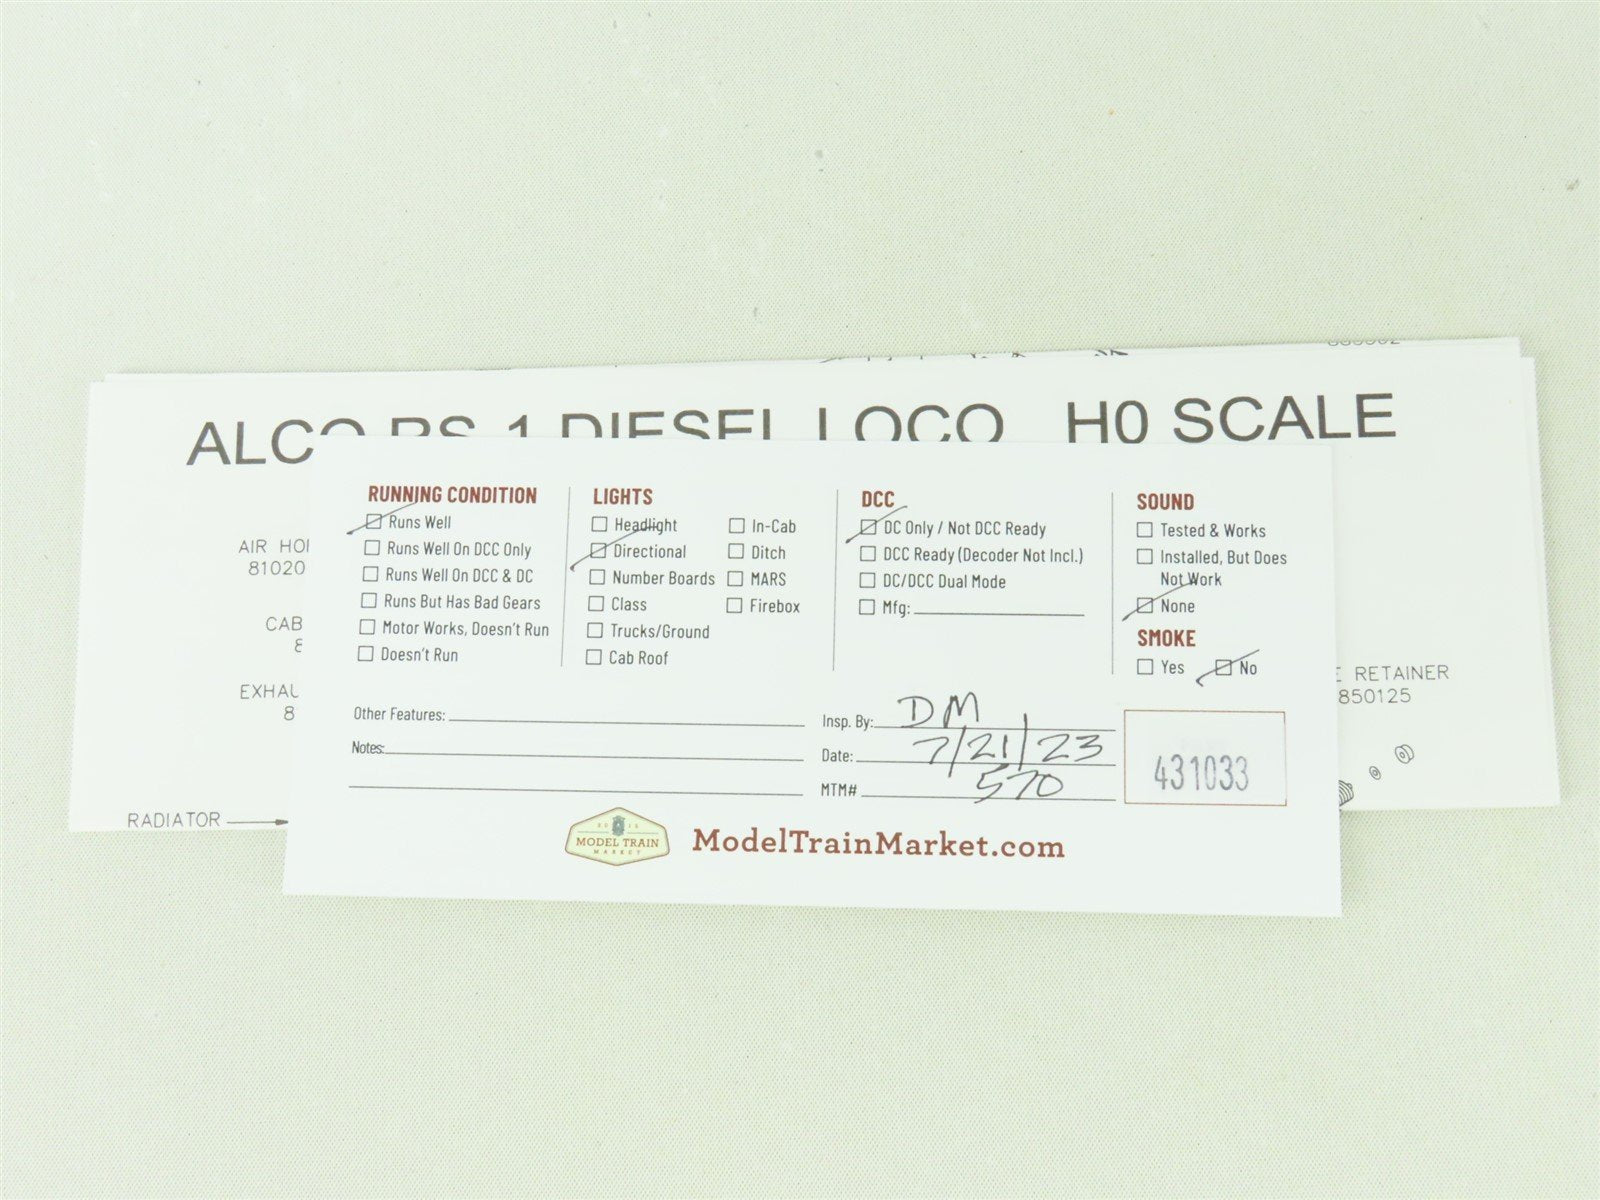 ALCO RS-1 DIESEL LOCO H0 SCALE
AIR HO
81020
CAB
8
EXHAU
8
RADIATOR
RETAINER
850125
RUNNING CONDITION
Runs Well
Runs Well On DCC Only
Runs Well On DCC & DC
Runs But Has Bad Gears
Motor Works, Doesn't Run
Doesn't Run
LIGHTS
Headlight
Directional
Number Boards
Class
Trucks/Ground
Cab Roof
In-Cab
Ditch
MARS
Firebox
DCC
DC Only / Not DCC Ready
DCC Ready (Decoder Not Incl.)
DC/DCC Dual Mode
Mfg:
SOUND
Tested & Works
Installed, But Does
Not Work
None
SMOKE
Yes No
Other Features:
Notes:
Insp. By: DM
Date: 7/21/23
MTM# 570
431033
2015
MODEL TRAIN
MARKET
ModelTrainMarket.com